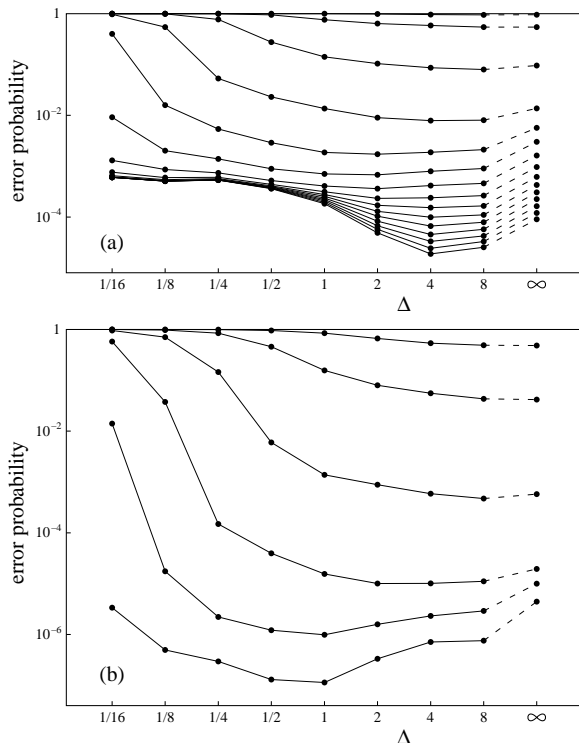 1
10⁻²
10⁻⁴
error probability
(a)
1/16 1/8 1/4 1/2 1 2 4 8 ∞
Δ
1
10⁻²
10⁻⁴
10⁻⁶
error probability
(b)
1/16 1/8 1/4 1/2 1 2 4 8 ∞
Δ